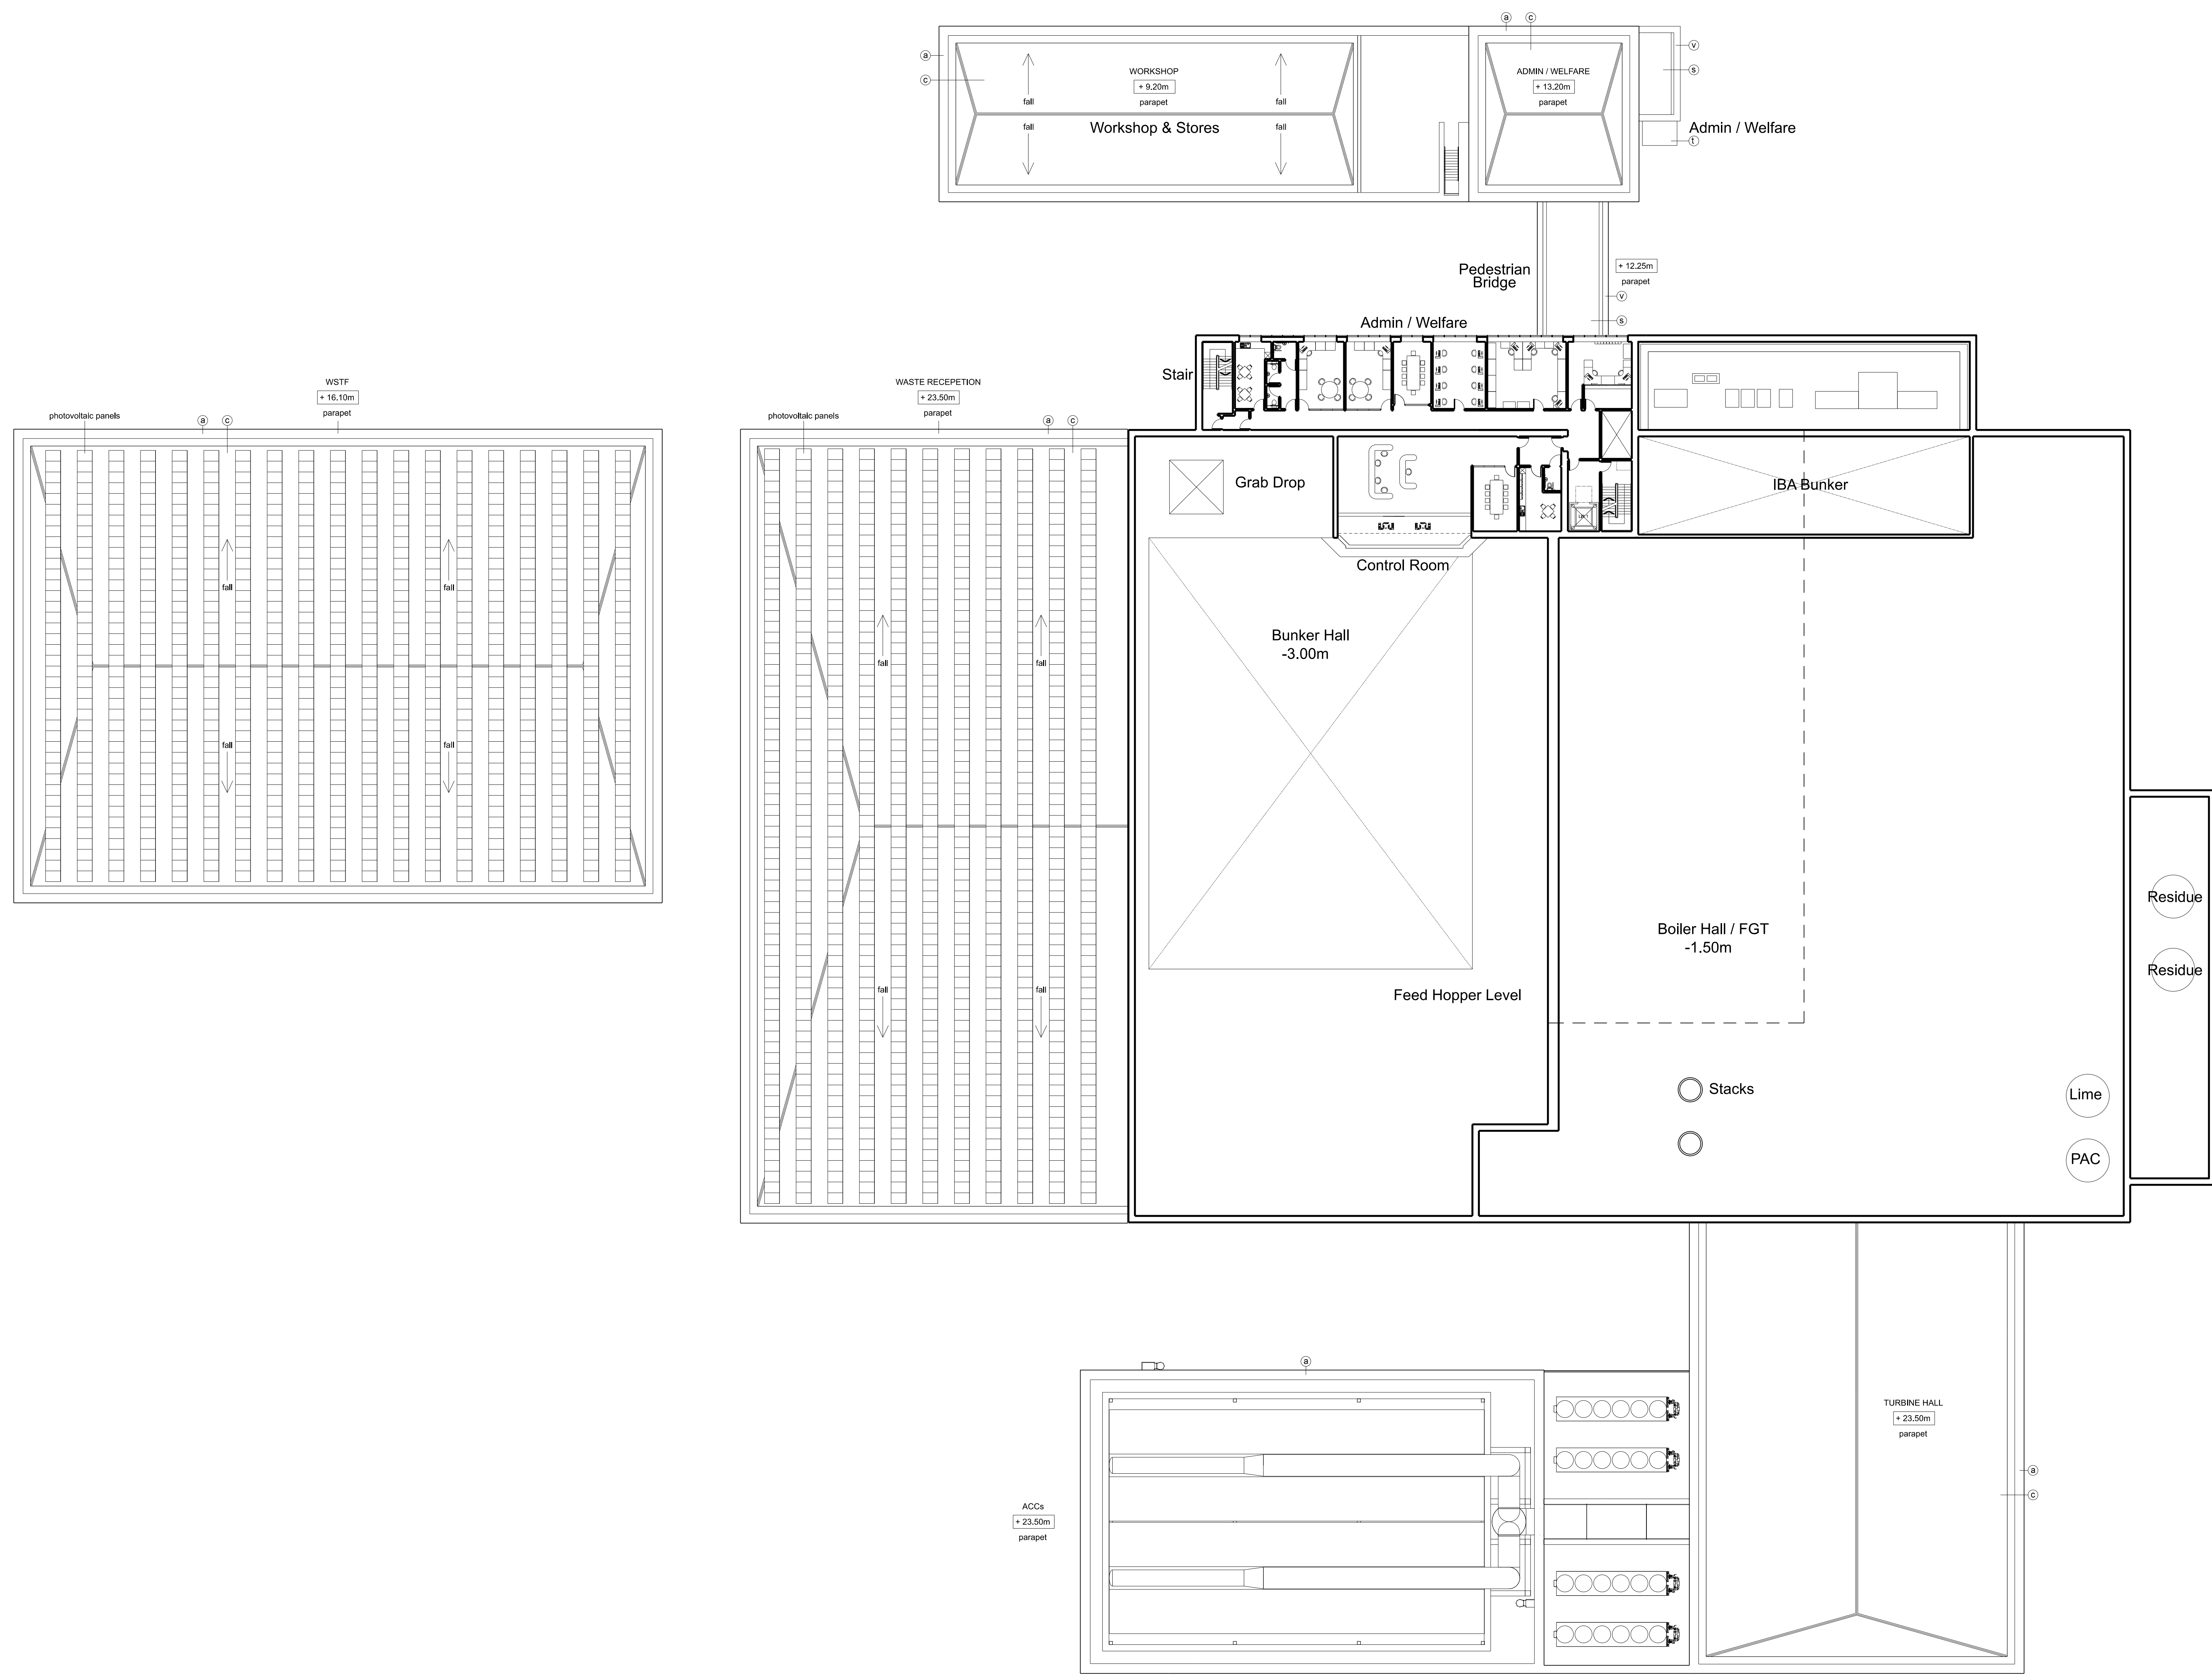 a
c
a
v
c
s
t
WORKSHOP
+ 9.20m
parapet
fall
fall
fall
fall
Workshop & Stores
ADMIN / WELFARE
+ 13.20m
parapet
Admin / Welfare
Pedestrian
Bridge
+ 12.25m
parapet
v
s
Admin / Welfare
Stair
WSTF
+ 16.10m
parapet
photovoltaic panels
a
c
fall
fall
fall
fall
WASTE RECEPETION
+ 23.50m
parapet
photovoltaic panels
a
c
fall
fall
fall
fall
Grab Drop
IBA Bunker
Control Room
Bunker Hall
-3.00m
Feed Hopper Level
Boiler Hall / FGT
-1.50m
Residue
Residue
Stacks
Lime
PAC
a
TURBINE HALL
+ 23.50m
parapet
a
c
ACCs
+ 23.50m
parapet